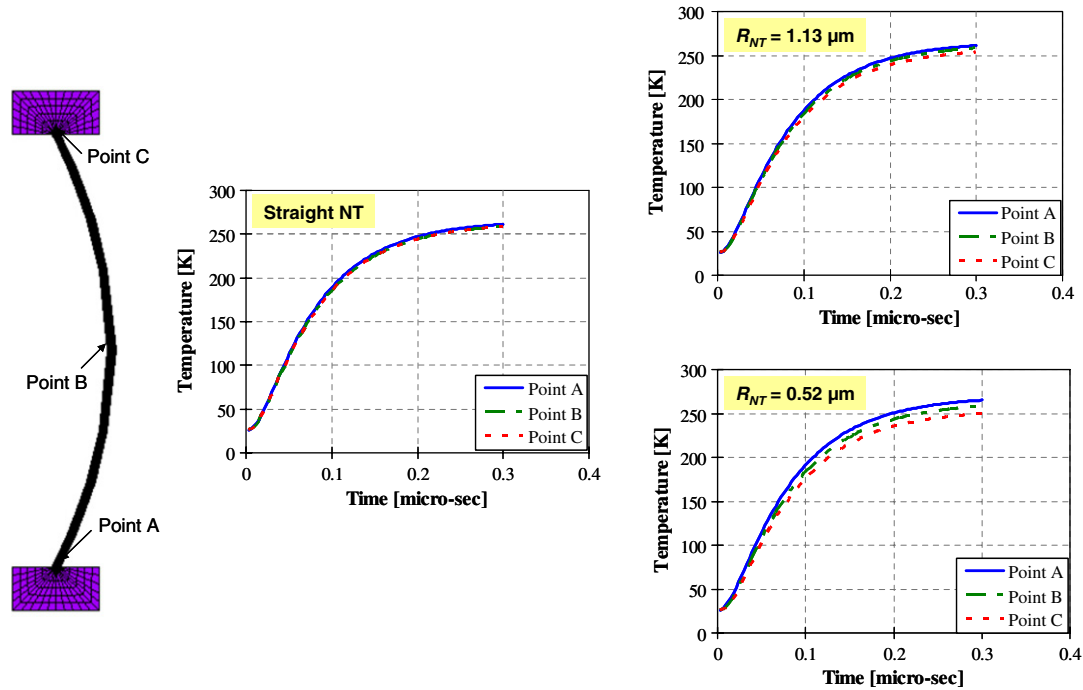 Point C
Point B
Point A
Straight NT
Temperature [K]
300
250
200
150
100
50
0
0
0.1
0.2
0.3
0.4
Time [micro-sec]
Point A
Point B
Point C
R_NT = 1.13 µm
Temperature [K]
300
250
200
150
100
50
0
0
0.1
0.2
0.3
0.4
Time [micro-sec]
Point A
Point B
Point C
R_NT = 0.52 µm
Temperature [K]
300
250
200
150
100
50
0
0
0.1
0.2
0.3
0.4
Time [micro-sec]
Point A
Point B
Point C